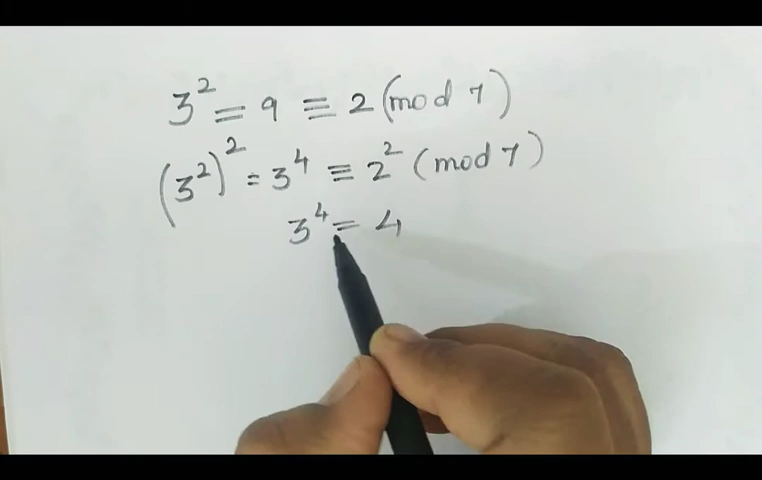 3² = 9 ≡ 2 (mod 7)
(3²)² = 3⁴ ≡ 2² (mod 7)
3⁴ = 4